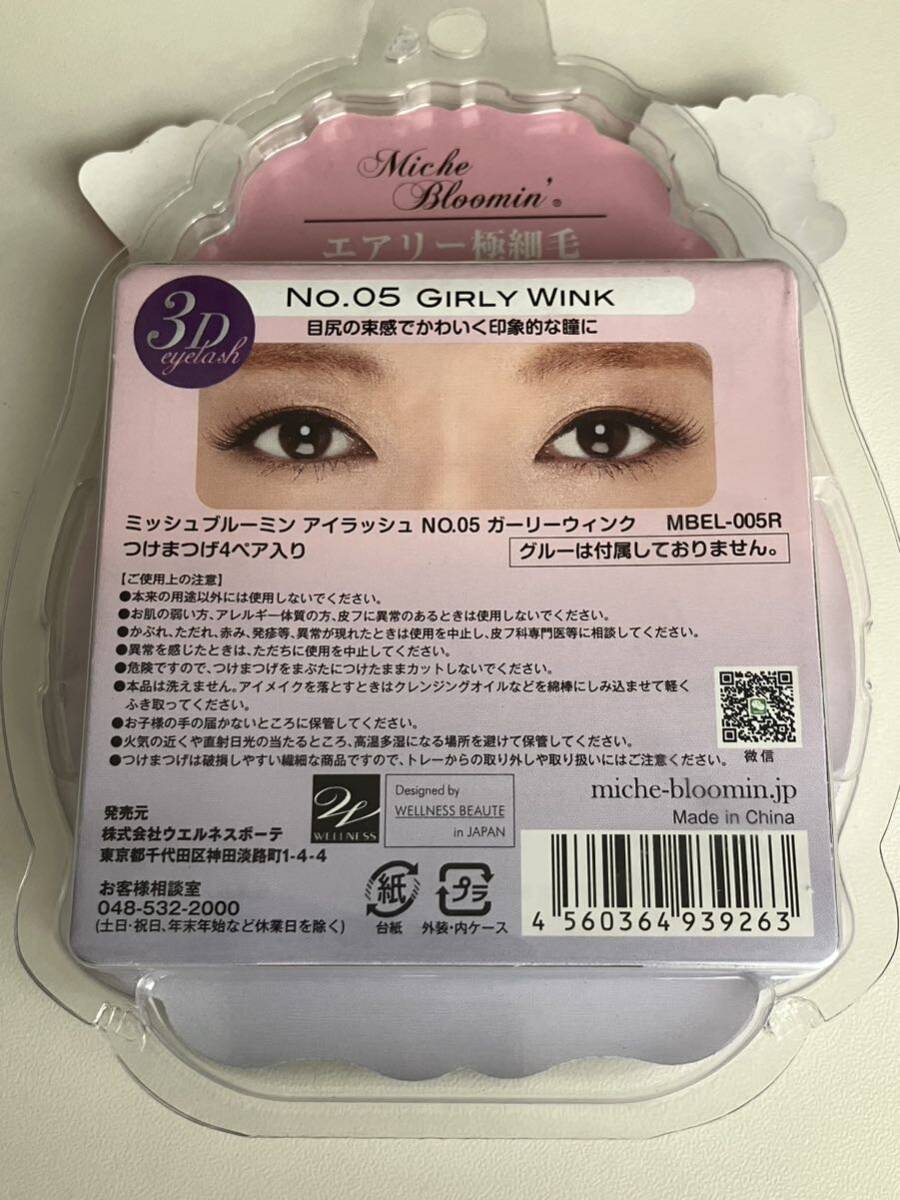 Miche
Bloomin'®
エアリー極細毛
3D
eyelash
No.05 GIRLY WINK
目尻の束感でかわいく印象的な瞳に
ミッシュブルーミン アイラッシュ NO.05 ガーリーウィンク MBEL-005R
つけまつげ4ペア入り
グルーは付属しておりません。
【ご使用上の注意】
●本来の用途以外には使用しないでください。
●お肌の弱い方、アレルギー体質の方、皮フに異常のあるときは使用しないでください。
●かぶれ、ただれ、赤み、発疹等、異常が現れたときは使用を中止し、皮フ科専門医等に相談してください。
●異常を感じたときは、ただちに使用を中止してください。
●危険ですので、つけまつげをまぶたにつけたままカットしないでください。
●本品は洗えません。アイメイクを落とすときはクレンジングオイルなどを綿棒にしみ込ませて軽く
ふき取ってください。
●お子様の手の届かないところに保管してください。
●火気の近くや直射日光の当たるところ、高温多湿になる場所を避けて保管してください。
●つけまつげは破損しやすい繊細な商品ですので、トレーからの取り外しや取り扱いにはご注意ください。
微信
発売元
株式会社ウエルネスボーテ
東京都千代田区神田淡路町1-4-4
お客様相談室
048-532-2000
(土日・祝日、年末年始など休業日を除く)
WELLNESS
Designed by
WELLNESS BEAUTE
in JAPAN
紙
台紙
プラ
外装・内ケース
miche-bloomin.jp
Made in China
4 560364 939263